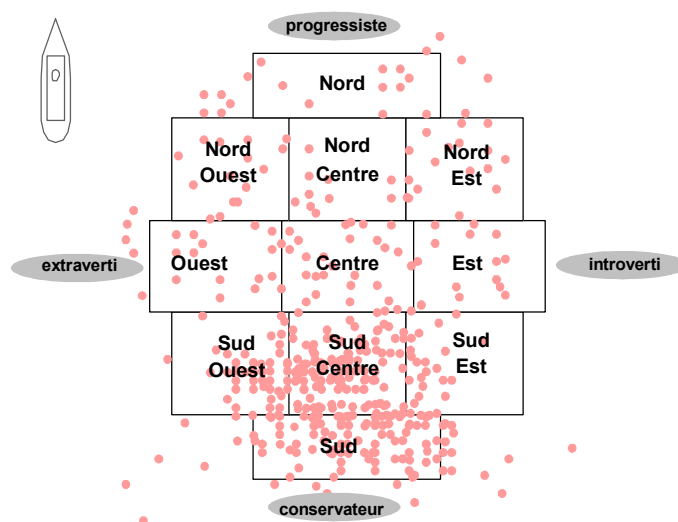 progressiste
Nord
Nord
Ouest
Nord
Centre
Nord
Est
extraverti
Ouest
Centre
Est
introverti
Sud
Ouest
Sud
Centre
Sud
Est
Sud
conservateur